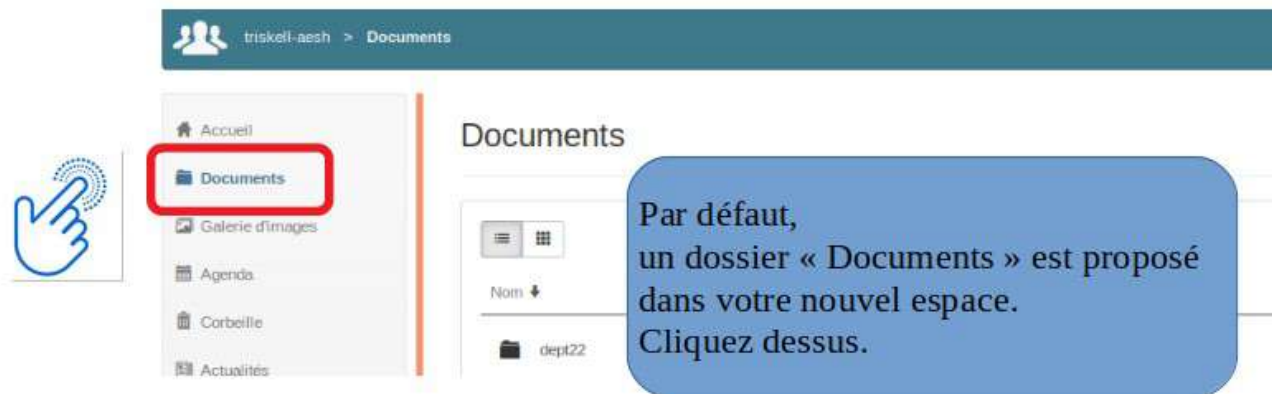 triskell-aesh > Documents
Accueil
Documents
Galerie d'images
Agenda
Corbeille
Actualités
Documents
Nom
dept22
Par défaut,
un dossier « Documents » est proposé
dans votre nouvel espace.
Cliquez dessus.